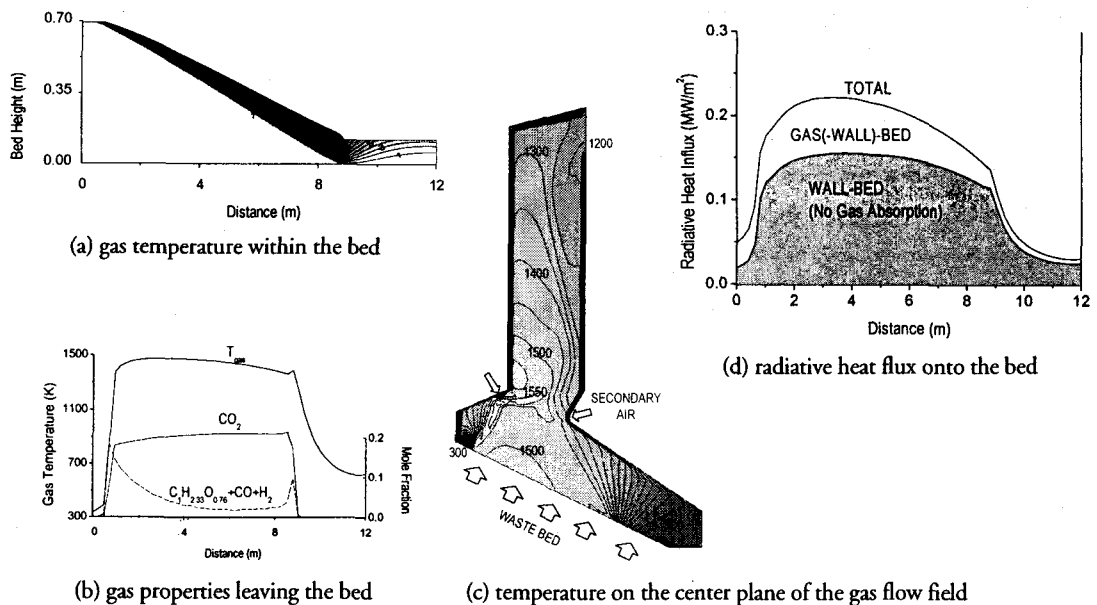 0.70
0.35
0.00
Bed Height (m)
0
4
8
12
Distance (m)
(a) gas temperature within the bed
1500
1100
700
300
Gas Temperature (K)
T
CO2
C1H2.33O0.76+CO+H2
0.2
0.1
0.0
Mole Fraction
0
4
8
12
Distance (m)
(b) gas properties leaving the bed
1300
1200
1400
1500
1550
SECONDARY
AIR
300
1500
WASTE BED
(c) temperature on the center plane of the gas flow field
0.3
0.2
0.1
0.0
Radiative Heat Influx (MW/m2)
TOTAL
GAS(-WALL)-BED
WALL-BED
(No Gas Absorption)
0
2
4
6
8
10
12
Distance (m)
(d) radiative heat flux onto the bed